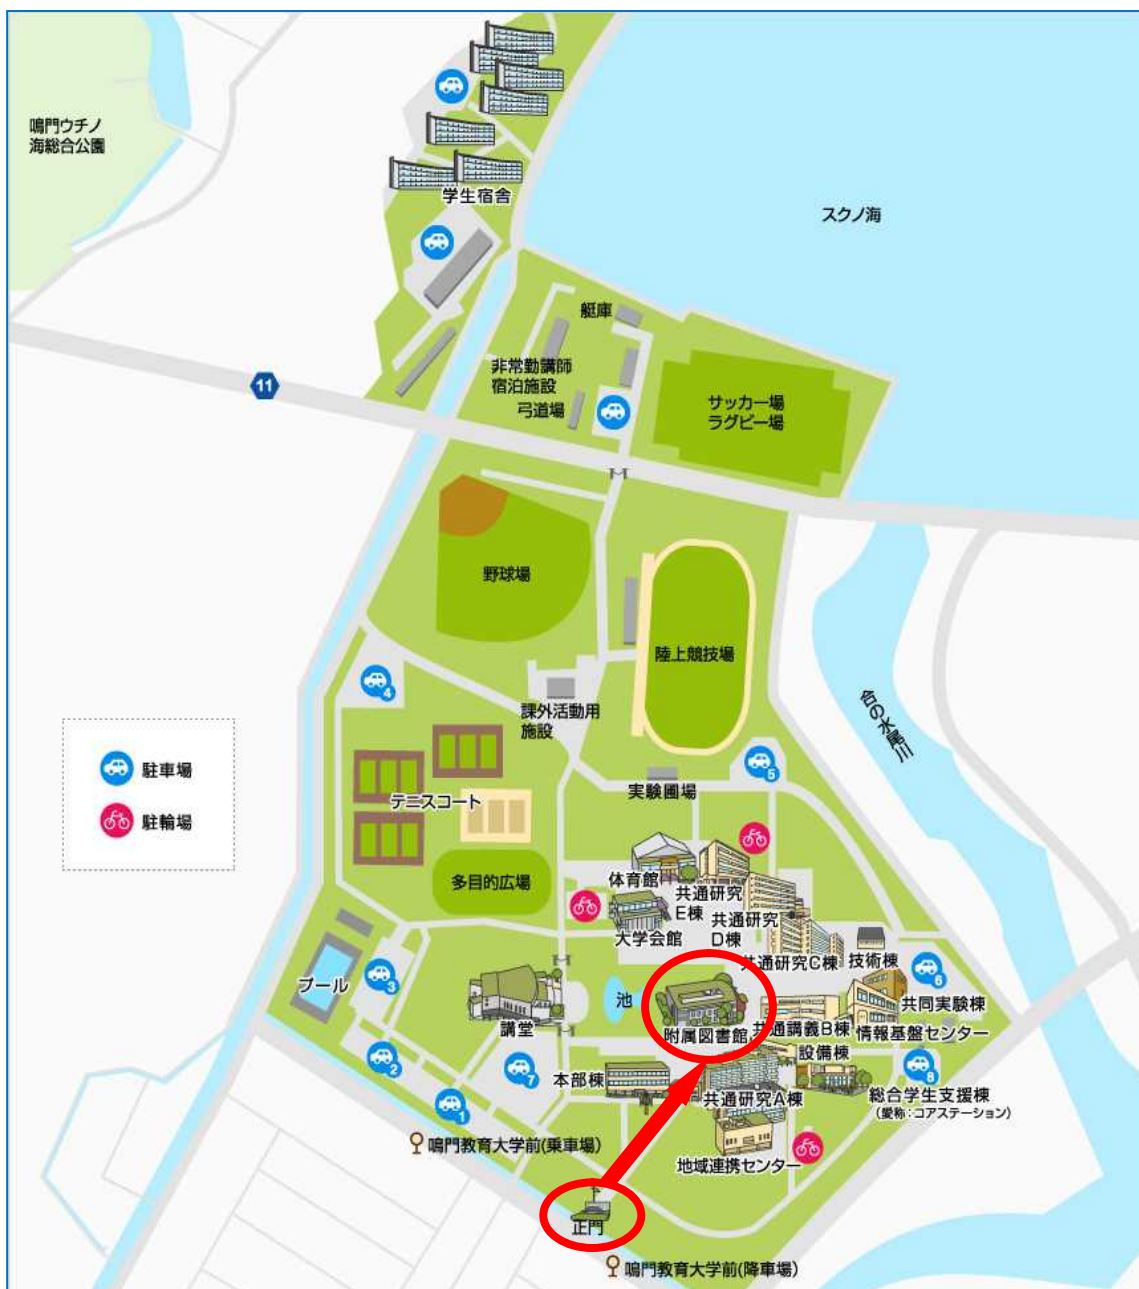 鳴門ウチノ
海総合公園
学生宿舎
スクノ海
艇庫
非常勤講師
宿泊施設
弓道場
サッカー場
ラグビー場
11
野球場
陸上競技場
4
課外活動用
施設
合の水尾川
駐車場
駐輪場
5
実験圃場
テニスコート
多目的広場
体育館
共通研究
E棟
共通研究
D棟
大学会館
共通研究C棟
技術棟
6
共同実験棟
プール
3
講堂
池
附属図書館
共通講義B棟
情報基盤センター
設備棟
2
7
本部棟
8
総合学生支援棟
(愛称:コアステーション)
共通研究A棟
1
鳴門教育大学前(乗車場)
地域連携センター
正門
鳴門教育大学前(降車場)